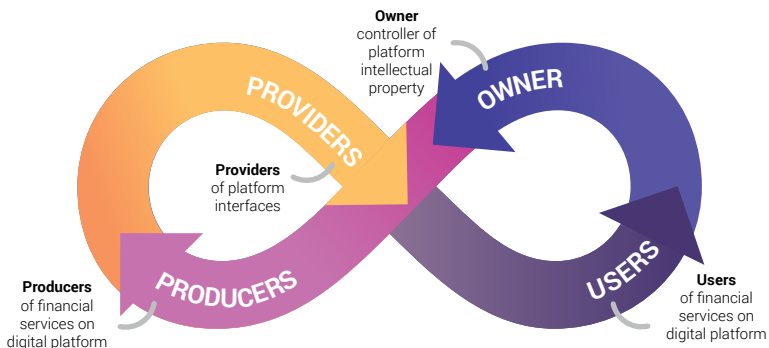 Owner
controller of
platform
intellectual
property
PROVIDERS
OWNER
Providers
of platform
interfaces
PRODUCERS
USERS
Producers
of financial
services on
digital platform
Users
of financial
services on
digital platform